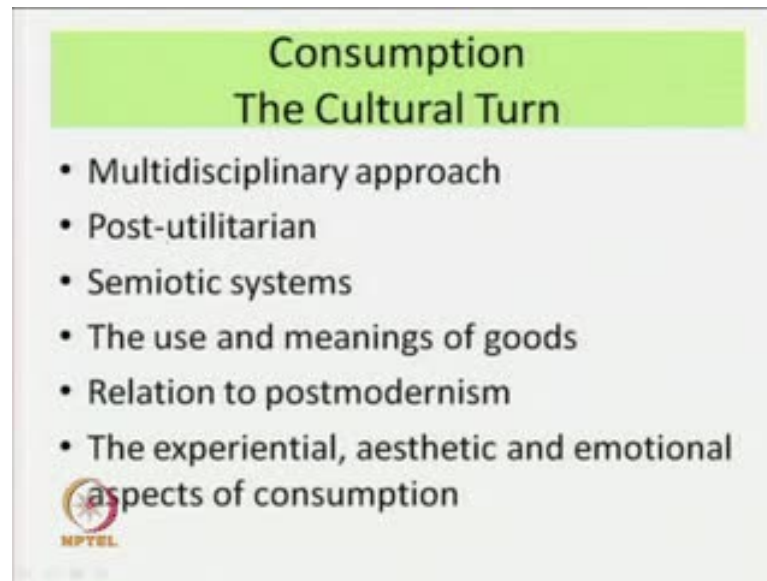 Consumption
The Cultural Turn
• Multidisciplinary approach
• Post-utilitarian
• Semiotic systems
• The use and meanings of goods
• Relation to postmodernism
• The experiential, aesthetic and emotional
aspects of consumption
NPTEL